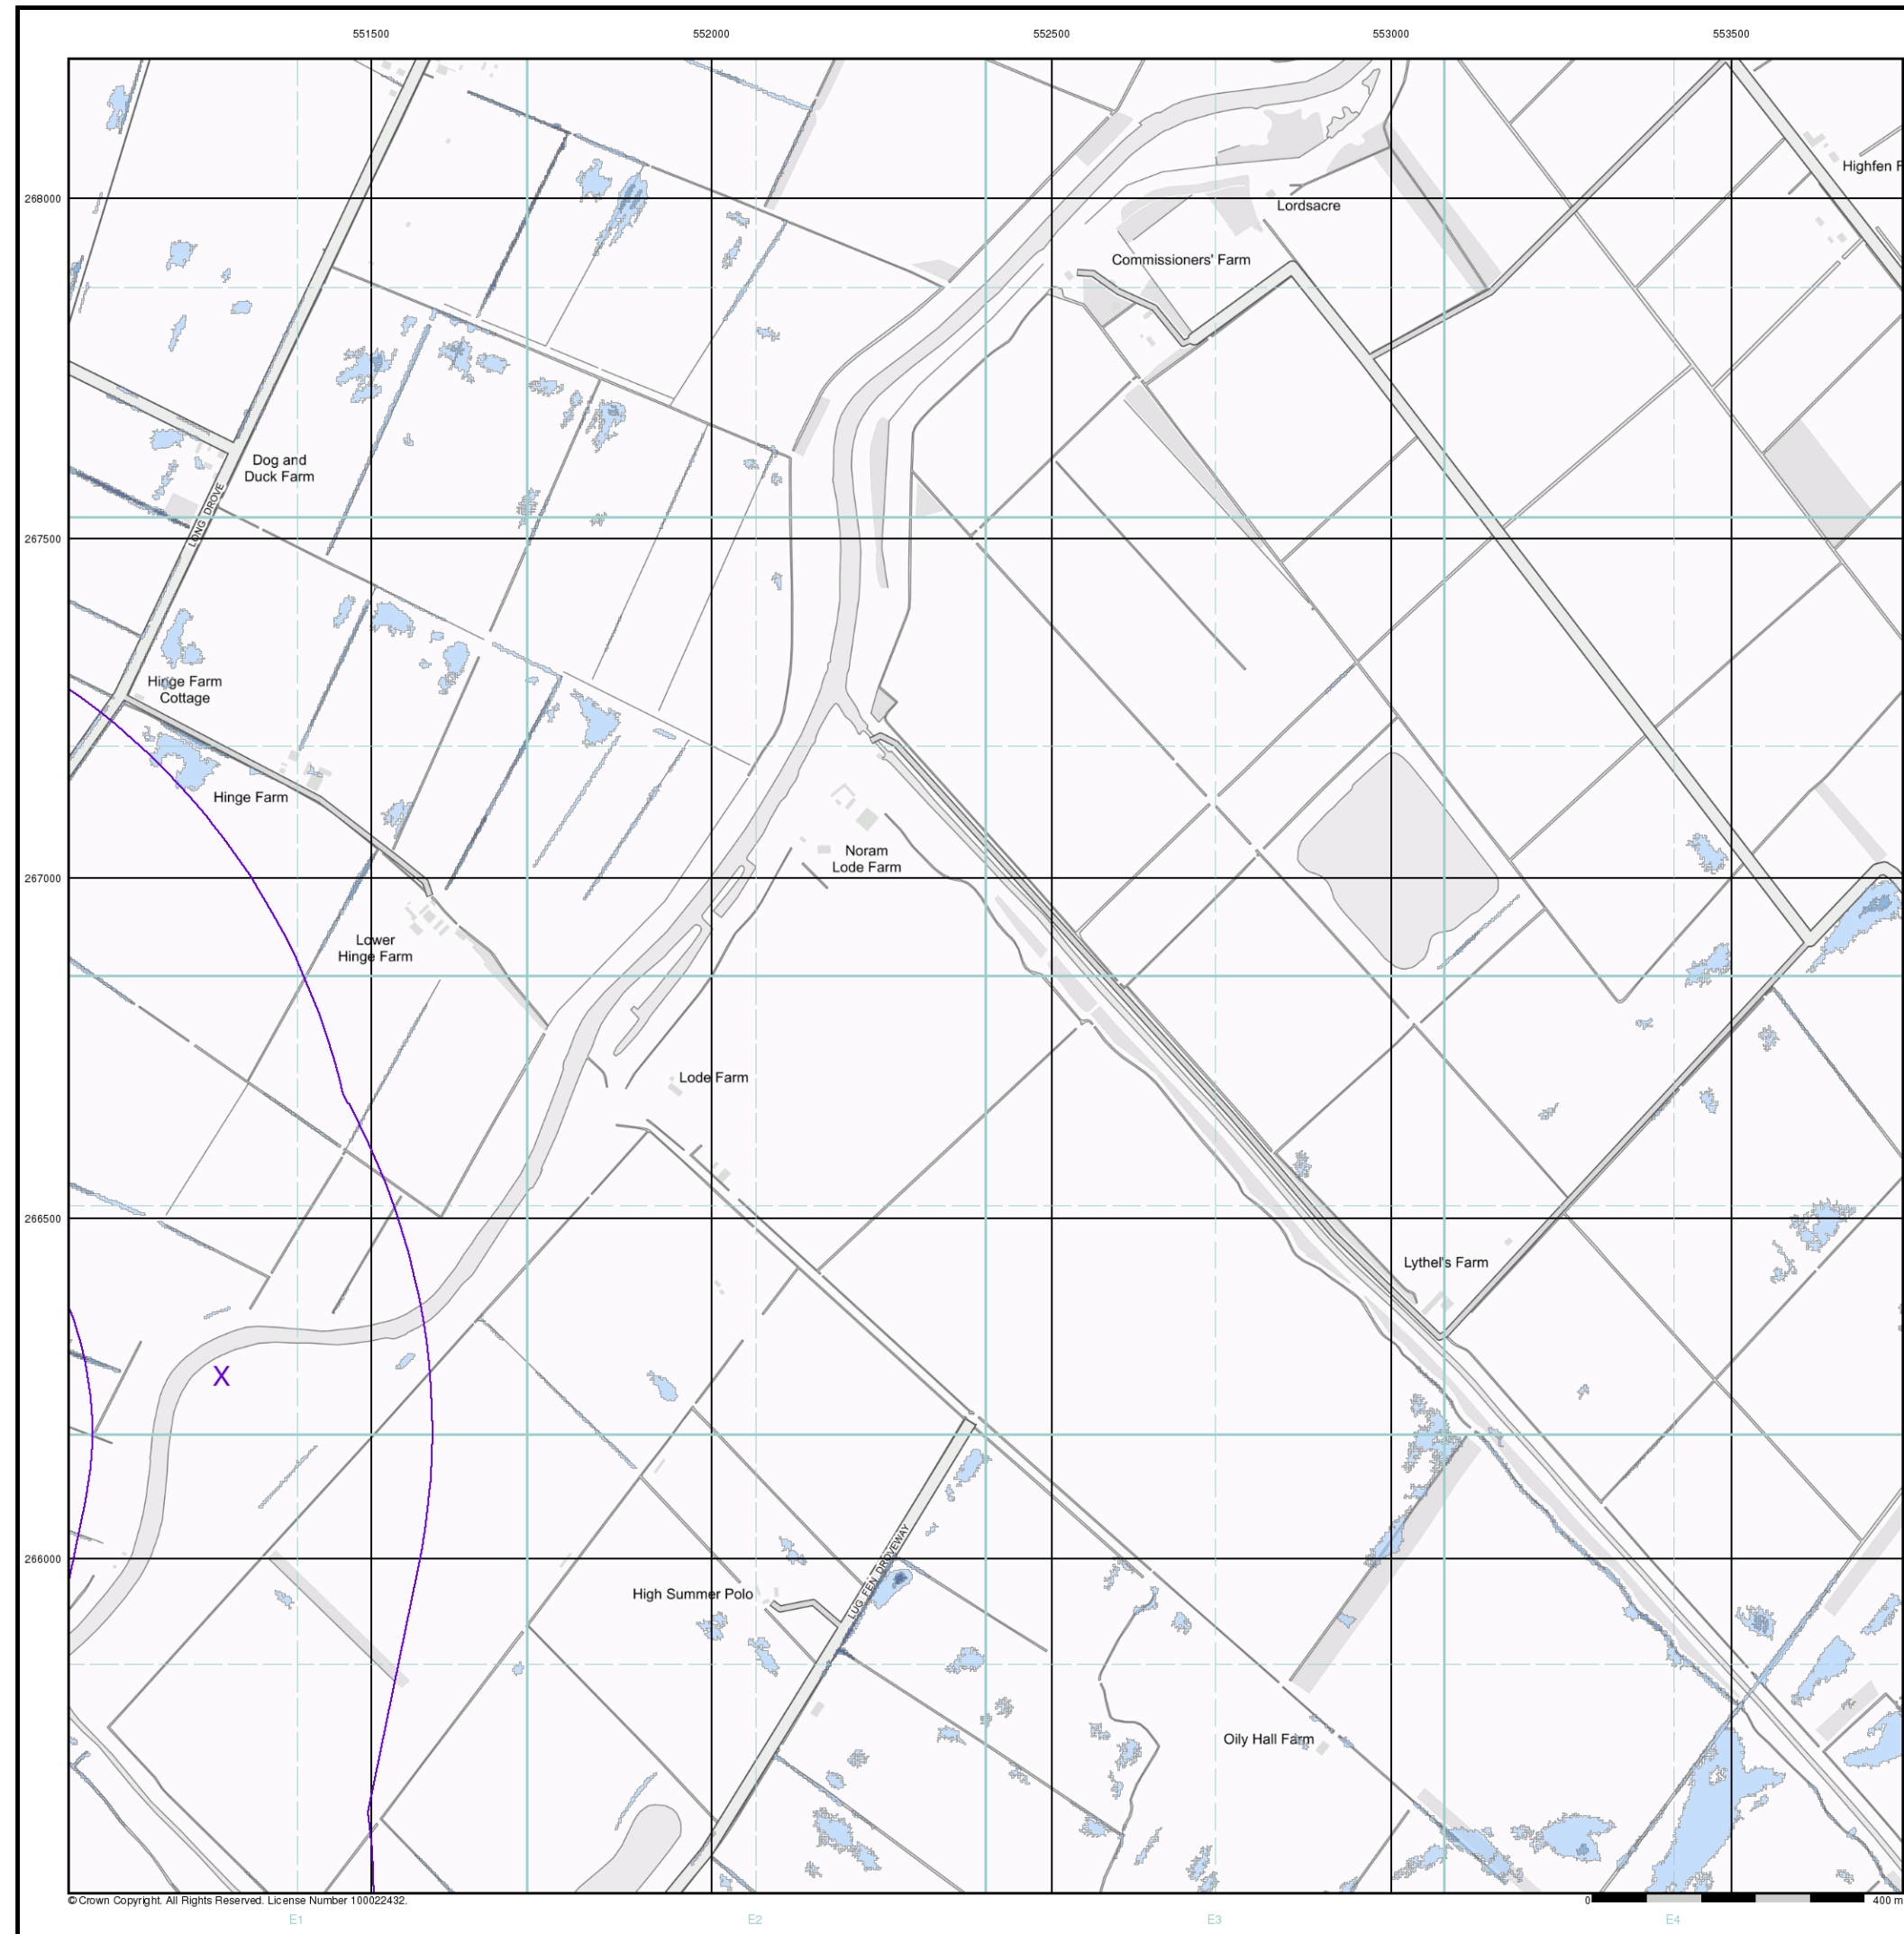 551500
552000
552500
553000
553500
Highfen F
268000
Lordsacre
Commissioners' Farm
Dog and
Duck Farm
LONG DROVE
267500
Hinge Farm
Cottage
Hinge Farm
Noram
Lode Farm
267000
Lower
Hinge Farm
Lode Farm
266500
Lythel's Farm
X
266000
High Summer Polo
LUG FEN DROVEWAY
Oily Hall Farm
© Crown Copyright. All Rights Reserved. License Number 100022432.
0 400 m
E1
E2
E3
E4